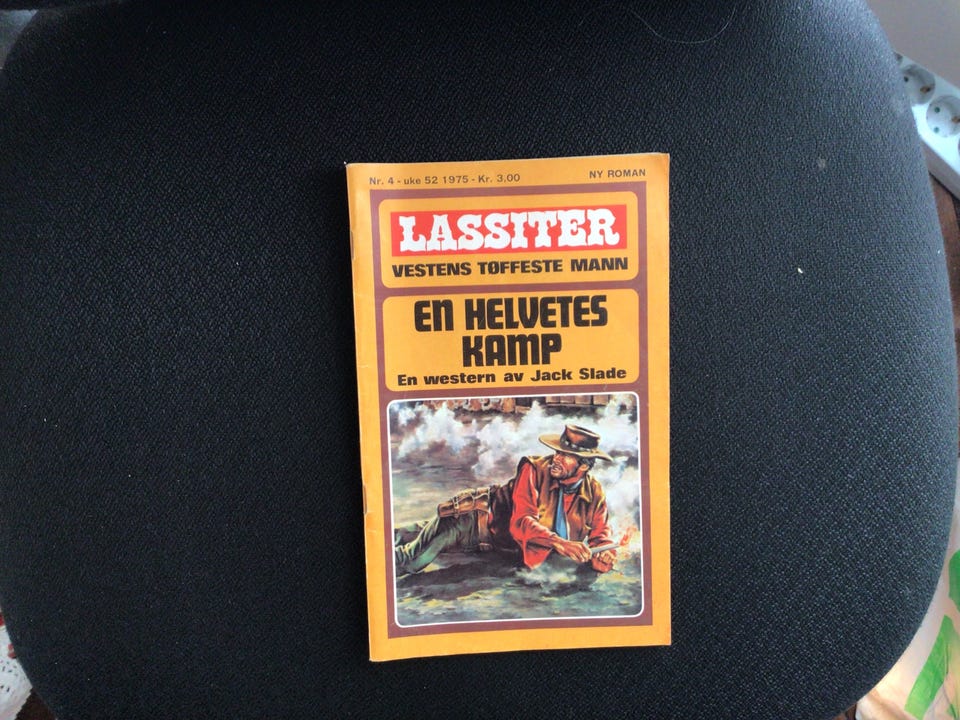 Nr. 4 - uke 52 1975 - Kr. 3,00 NY ROMAN
LASSITER
VESTENS TØFFESTE MANN
EN HELVETES
KAMP
En western av Jack Slade